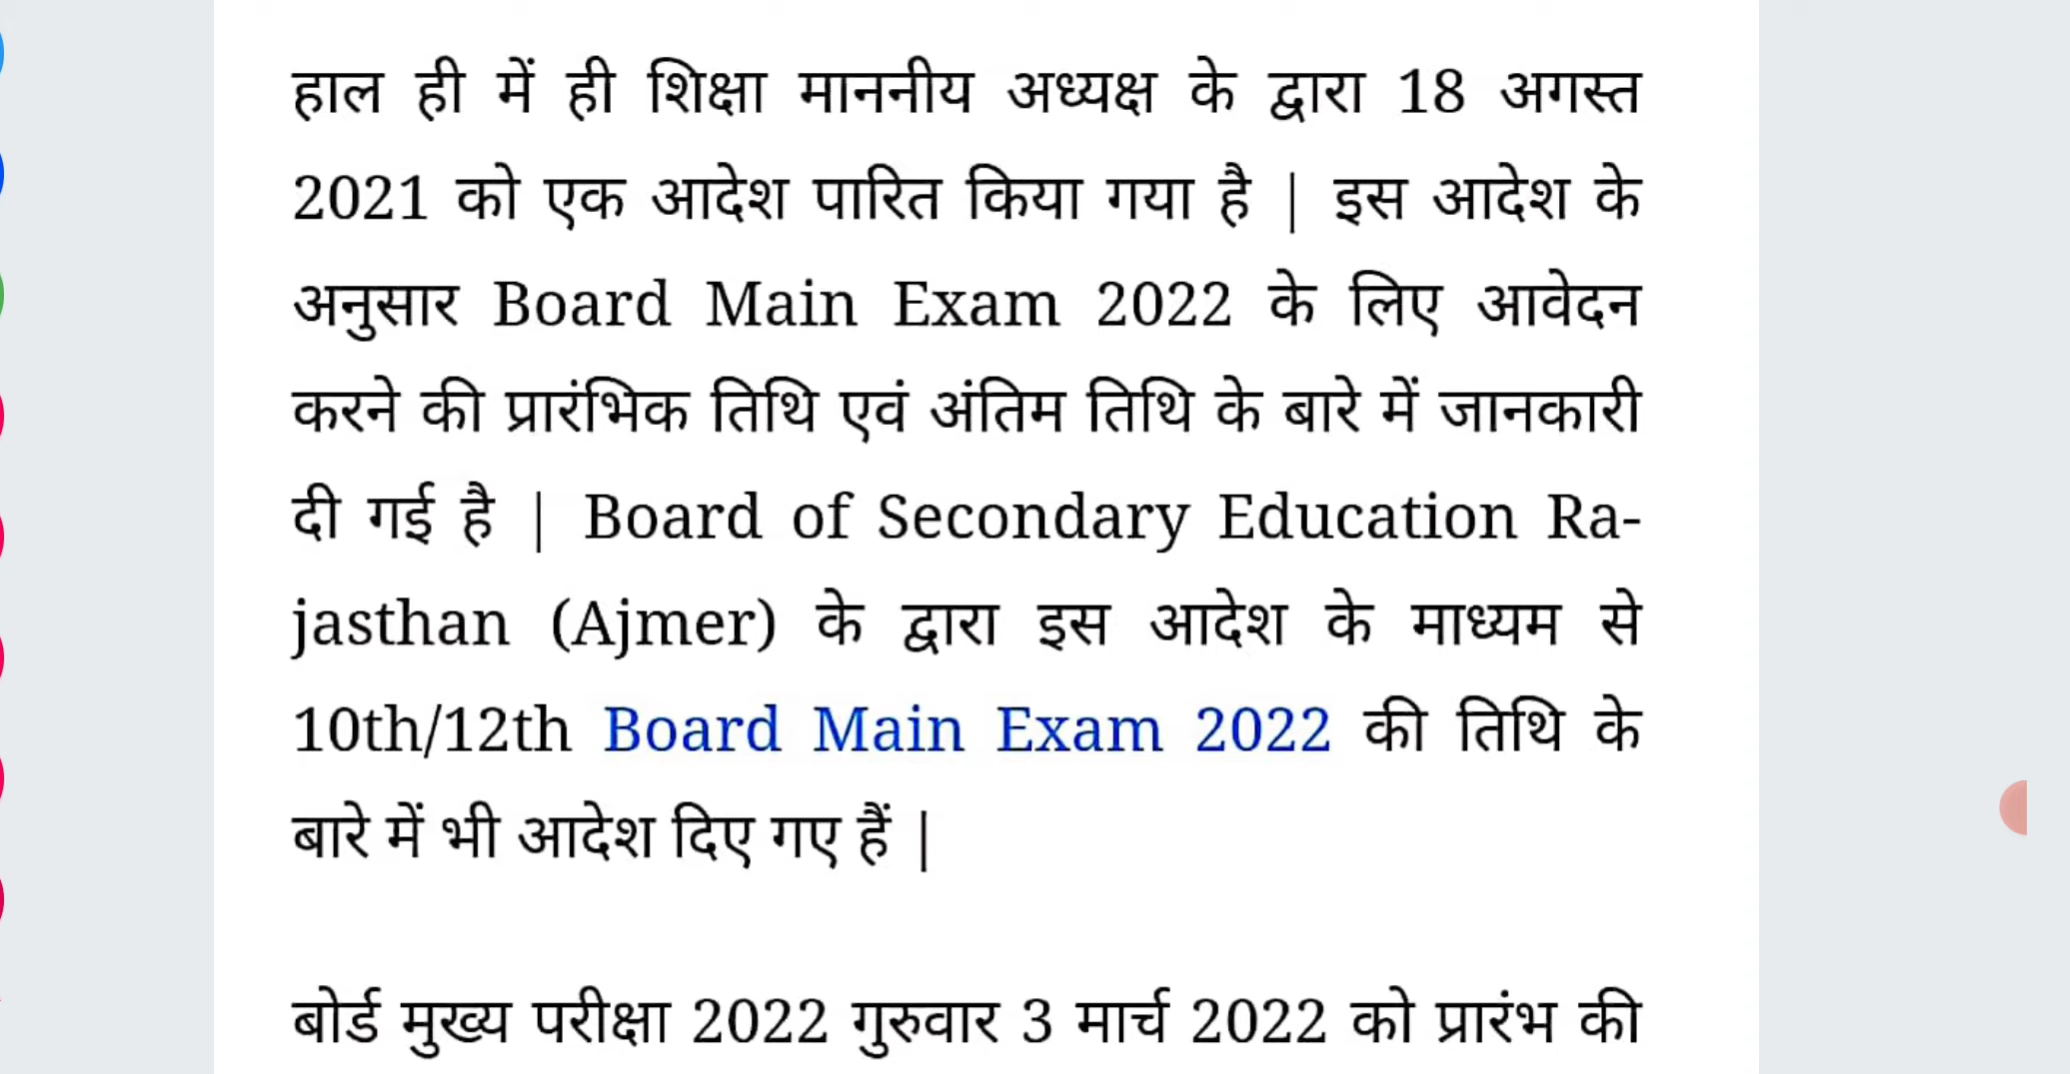 हाल ही में ही शिक्षा माननीय अध्यक्ष के द्वारा 18 अगस्त
2021 को एक आदेश पारित किया गया है | इस आदेश के
अनुसार Board Main Exam 2022 के लिए आवेदन
करने की प्रारंभिक तिथि एवं अंतिम तिथि के बारे में जानकारी
दी गई है | Board of Secondary Education Ra-
jasthan (Ajmer) के द्वारा इस आदेश के माध्यम से
10th/12th Board Main Exam 2022 की तिथि के
बारे में भी आदेश दिए गए हैं |
बोर्ड मुख्य परीक्षा 2022 गुरुवार 3 मार्च 2022 को प्रारंभ की